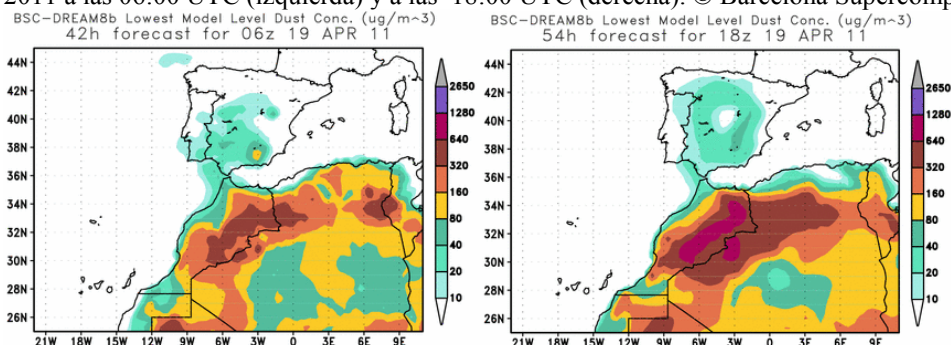 2011 a las 06:00 UTC (izquierda) y a las 18:00 UTC (derecha). © Barcelona Supercomp
BSC-DREAM8b Lowest Model Level Dust Conc. (ug/m^3)
42h forecast for 06z 19 APR 11
44N
42N
40N
38N
36N
34N
32N
30N
28N
26N
21W 18W 15W 12W 9W 6W 3W 0 3E 6E 9E
2650
1280
640
320
160
80
40
20
10
BSC-DREAM8b Lowest Model Level Dust Conc. (ug/m^3)
54h forecast for 18z 19 APR 11
44N
42N
40N
38N
36N
34N
32N
30N
28N
26N
21W 18W 15W 12W 9W 6W 3W 0 3E 6E 9E
2650
1280
640
320
160
80
40
20
10